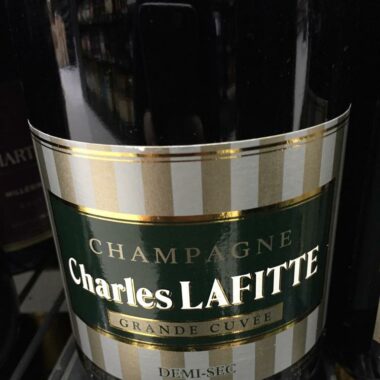 CHAMPAGNE
Charles LAFITTE
GRANDE CUVÉE
DEMI-SEC